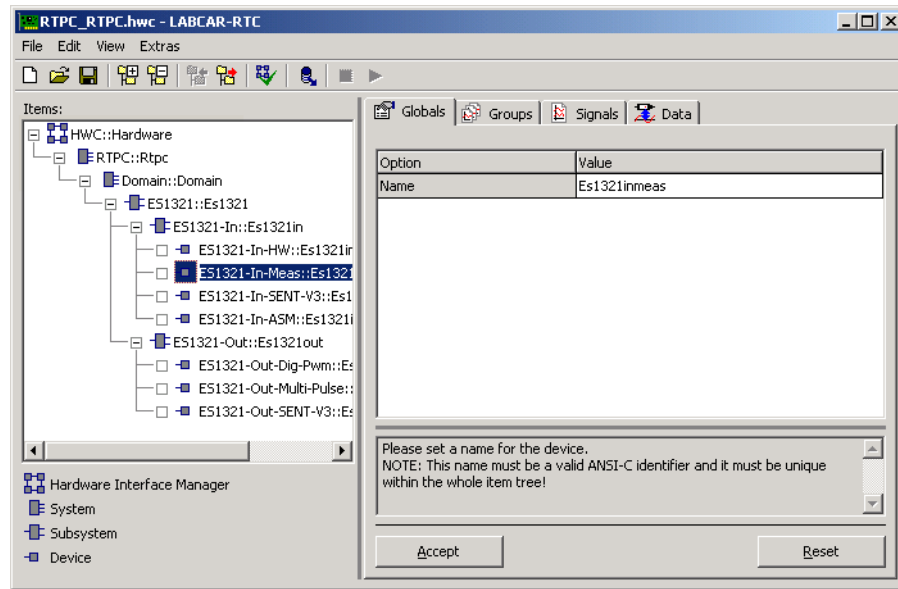 RTPC_RTPC.hwc - LABCAR-RTC
File Edit View Extras
Items:
HWC::Hardware
RTPC::Rtpc
Domain::Domain
ES1321::Es1321
ES1321-In::Es1321in
ES1321-In-HW::Es1321in
ES1321-In-Meas::Es1321
ES1321-In-SENT-V3::Es1
ES1321-In-ASM::Es1321i
ES1321-Out::Es1321out
ES1321-Out-Dig-Pwm::Es
ES1321-Out-Multi-Pulse::
ES1321-Out-SENT-V3::Es
Hardware Interface Manager
System
Subsystem
Device
Globals Groups Signals Data
Option Value
Name Es1321inmeas
Please set a name for the device.
NOTE: This name must be a valid ANSI-C identifier and it must be unique
within the whole item tree!
Accept Reset